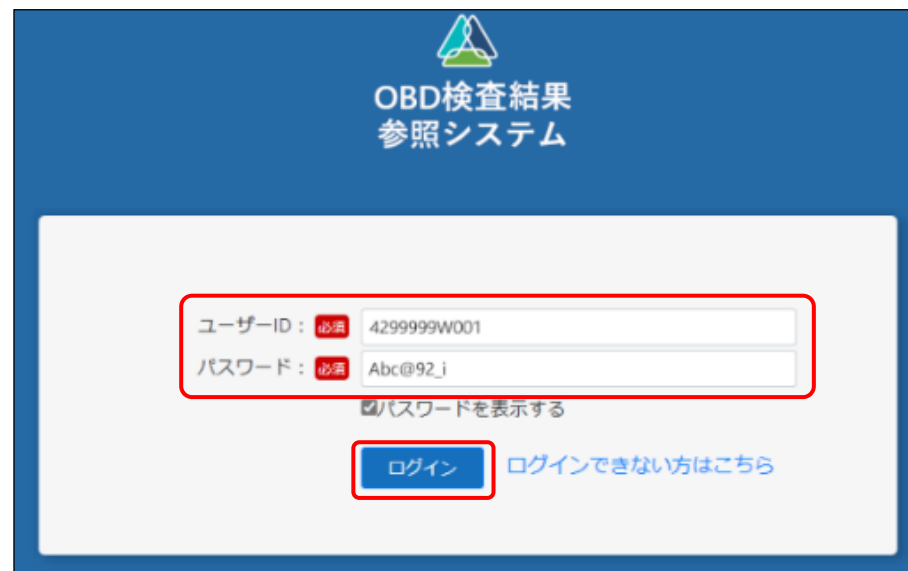 OBD検査結果
参照システム
ユーザーID： 必須 4299999W001
パスワード： 必須 Abc@92_i
パスワードを表示する
ログイン ログインできない方はこちら